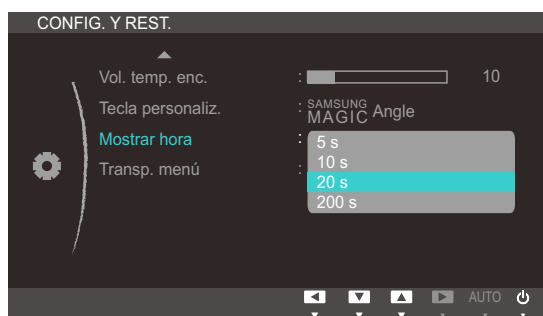 CONFIG. Y REST.
Vol. temp. enc. : 10
Tecla personaliz. : SAMSUNG MAGIC Angle
Mostrar hora : 5 s
10 s
Transp. menú : 20 s
200 s
AUTO